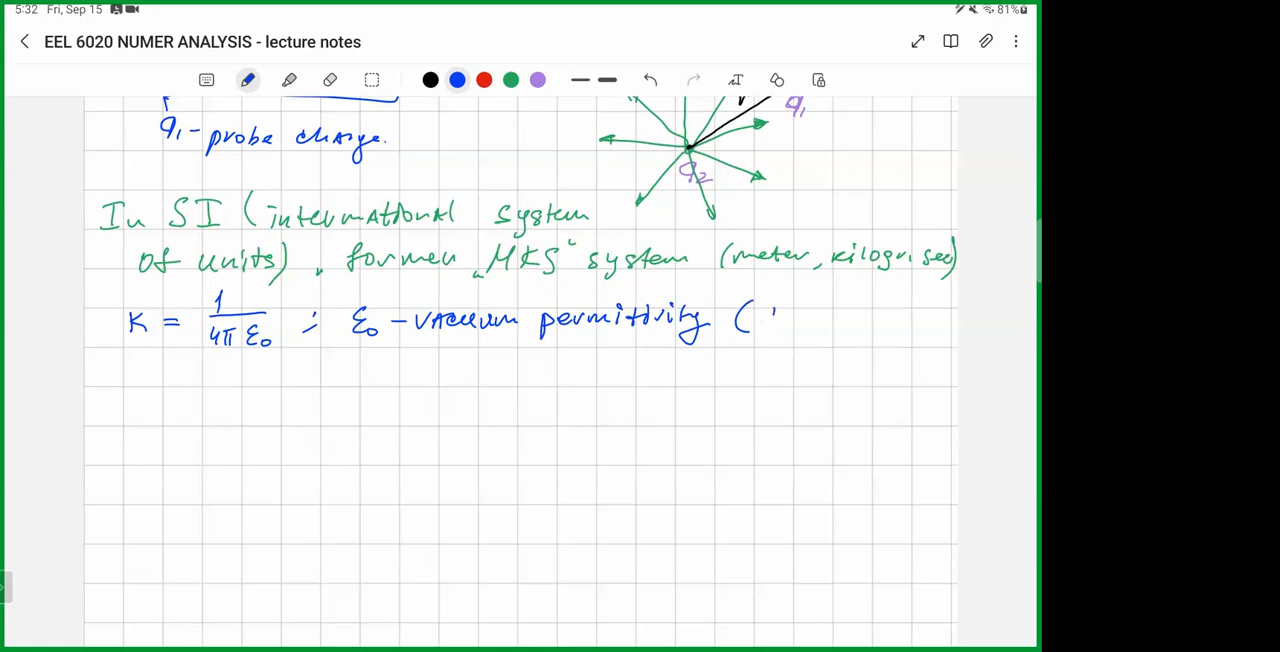 5:32 Fri, Sep 15 81%
EEL 6020 NUMER ANALYSIS - lecture notes
q1
q1 - probe charge.
q2
In SI (international system
of units), former "MKS" system (meter, kilogr, sec)
K = 1/(4π ε0) ; ε0 - vacuum permittivity (